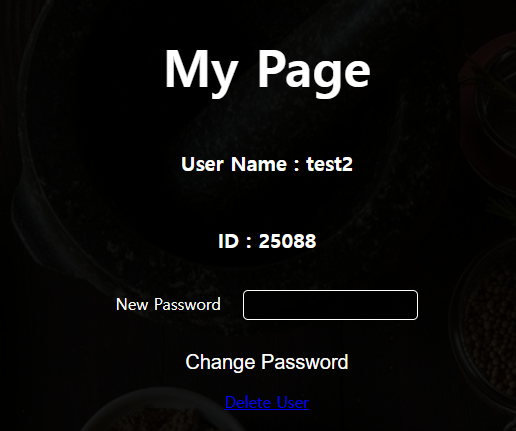 My Page
User Name : test2
ID : 25088
New Password
Change Password
Delete User